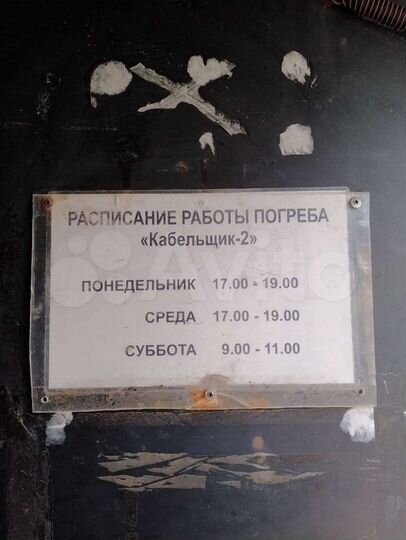 РАСПИСАНИЕ РАБОТЫ ПОГРЕБА
«Кабельщик-2»
ПОНЕДЕЛЬНИК 17.00 - 19.00
СРЕДА 17.00 - 19.00
СУББОТА 9.00 - 11.00
Avito